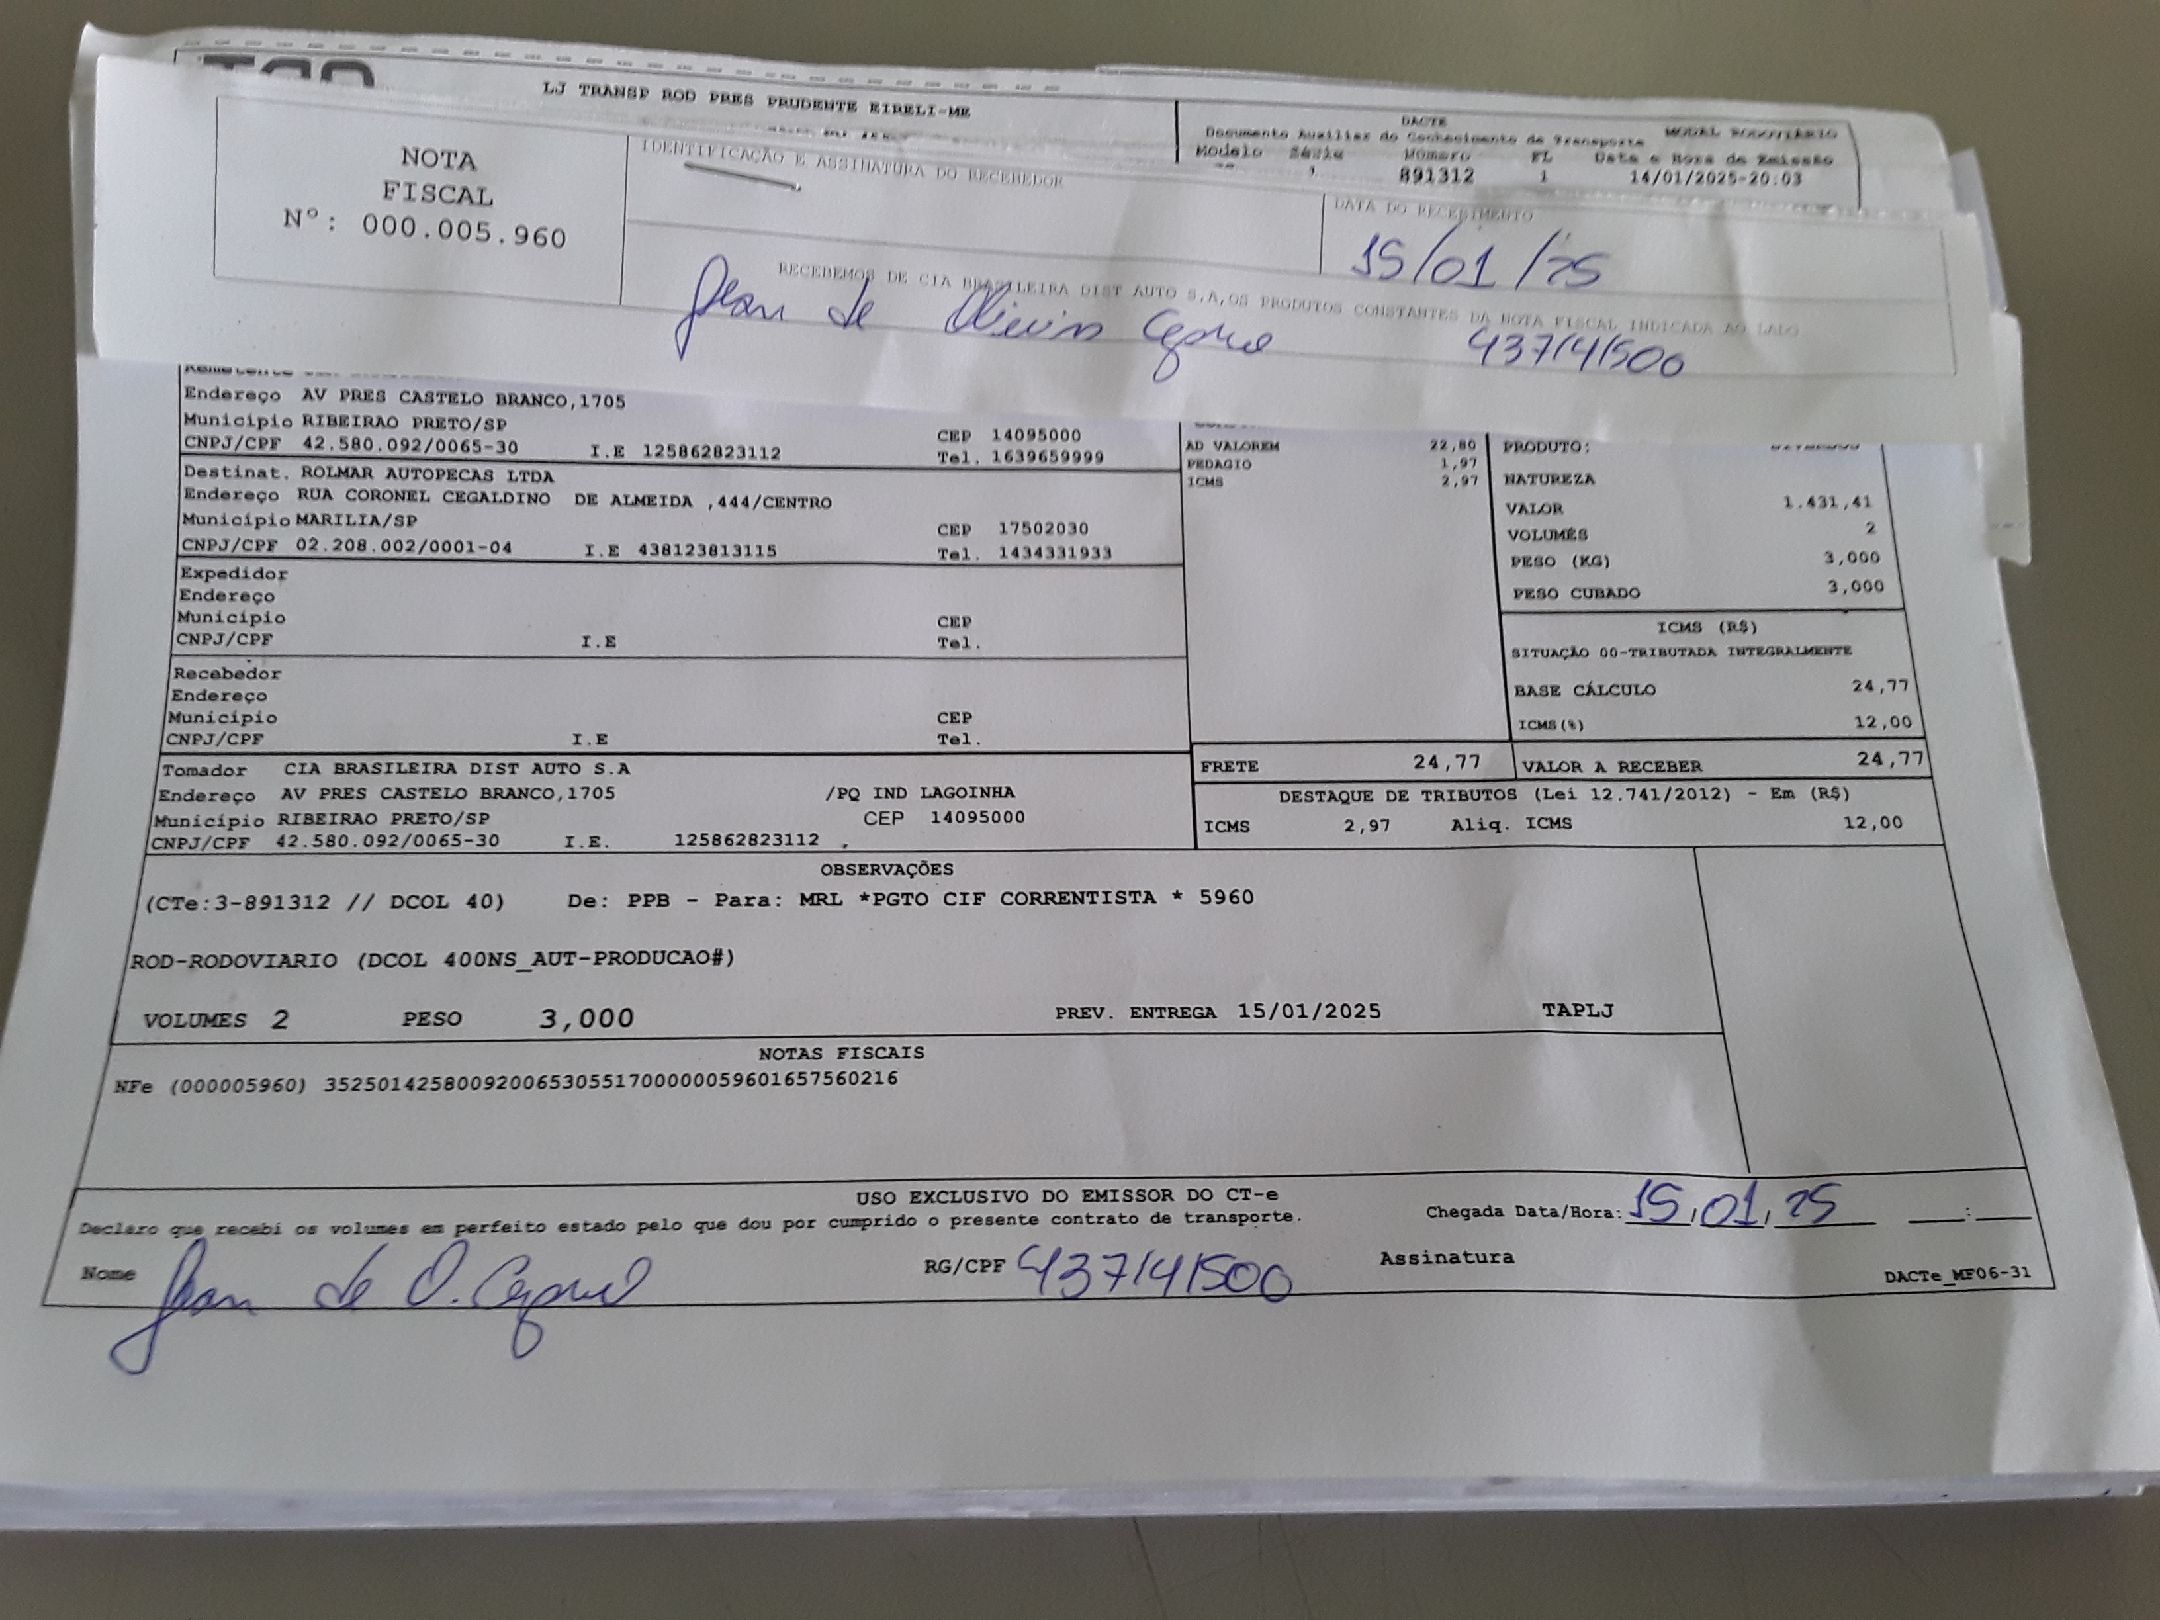 LJ TRANSP ROD PRES PRUDENTE EIRELI-ME
DACTE
MODAL RODOVIÁRIO
Documento Auxiliar do Conhecimento de Transporte
Modelo Série Número FL Data e Hora de Emissão
1 891312 1 14/01/2025-20:03
NOTA
FISCAL
Nº: 000.005.960
IDENTIFICAÇÃO E ASSINATURA DO RECEBEDOR
DATA DO RECEBIMENTO
15/01/25
RECEBEMOS DE CIA BRASILEIRA DIST AUTO S.A,OS PRODUTOS CONSTANTES DA NOTA FISCAL INDICADA AO LADO
Jean de
Endereço AV PRES CASTELO BRANCO,1705
Município RIBEIRAO PRETO/SP CEP 14095000
CNPJ/CPF 42.580.092/0065-30 I.E 125862823112 Tel. 1639659999
Destinat. ROLMAR AUTOPECAS LTDA
Endereço RUA CORONEL CEGALDINO DE ALMEIDA ,444/CENTRO
Município MARILIA/SP CEP 17502030
CNPJ/CPF 02.208.002/0001-04 I.E 438123813115 Tel. 1434331933
Expedidor
Endereço
Município CEP
CNPJ/CPF I.E Tel.
Recebedor
Endereço
Município CEP
CNPJ/CPF I.E Tel.
Tomador CIA BRASILEIRA DIST AUTO S.A
Endereço AV PRES CASTELO BRANCO,1705 /PQ IND LAGOINHA
Município RIBEIRAO PRETO/SP CEP 14095000
CNPJ/CPF 42.580.092/0065-30 I.E. 125862823112 ,
AD VALOREM 22,80
PEDAGIO 1,97
ICMS 2,97
PRODUTO:
NATUREZA
VALOR 1.431,41
VOLUMES 2
PESO (KG) 3,000
PESO CUBADO 3,000
ICMS (R$)
SITUAÇÃO 00-TRIBUTADA INTEGRALMENTE
BASE CÁLCULO 24,77
ICMS(%) 12,00
FRETE 24,77 VALOR A RECEBER 24,77
DESTAQUE DE TRIBUTOS (Lei 12.741/2012) - Em (R$)
ICMS 2,97 Aliq. ICMS 12,00
OBSERVAÇÕES
(CTe:3-891312 // DCOL 40) De: PPB - Para: MRL *PGTO CIF CORRENTISTA * 5960
ROD-RODOVIARIO (DCOL 400NS_AUT-PRODUCAO#)
VOLUMES 2 PESO 3,000 PREV. ENTREGA 15/01/2025 TAPLJ
NOTAS FISCAIS
NFe (000005960) 35250142580092006530551700000059601657560216
USO EXCLUSIVO DO EMISSOR DO CT-e
Declaro que recebi os volumes em perfeito estado pelo que dou por cumprido o presente contrato de transporte.
Chegada Data/Hora: 15,01,25 __:__
Nome Jean de O. RG/CPF Assinatura
DACTe_MF06-31